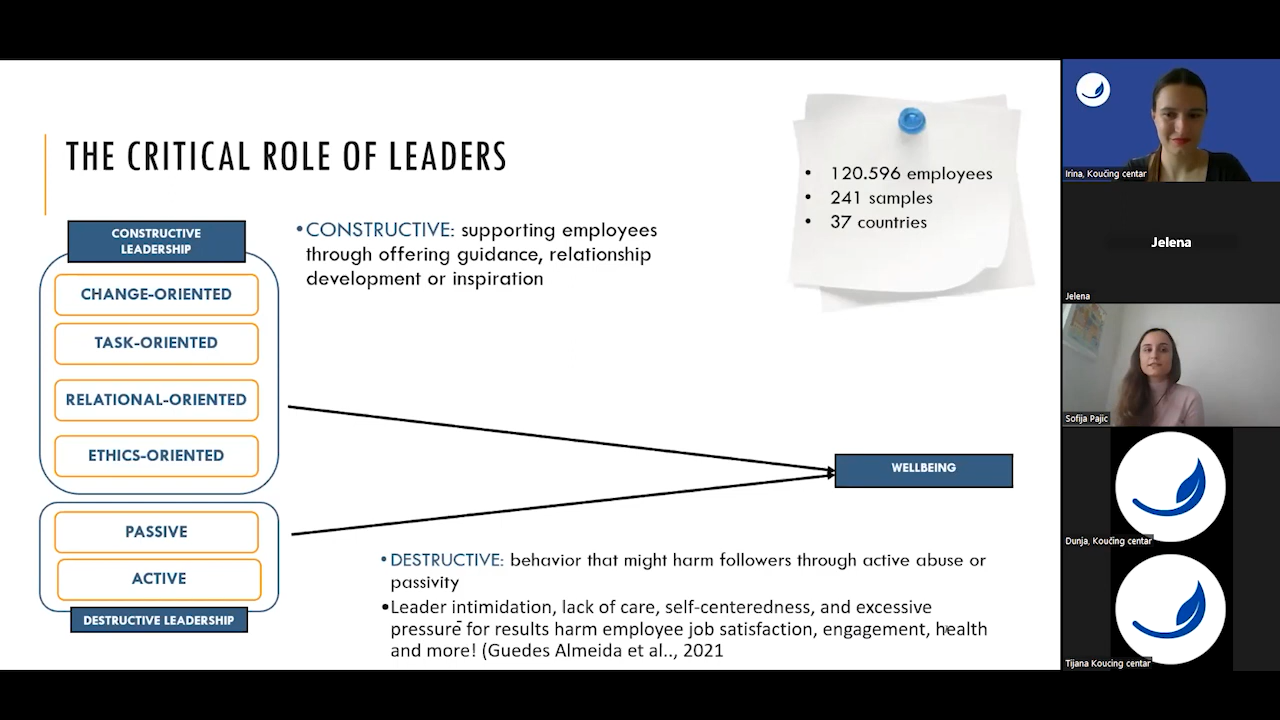 THE CRITICAL ROLE OF LEADERS
120.596 employees
241 samples
37 countries
CONSTRUCTIVE
LEADERSHIP
CHANGE-ORIENTED
TASK-ORIENTED
RELATIONAL-ORIENTED
ETHICS-ORIENTED
PASSIVE
ACTIVE
DESTRUCTIVE LEADERSHIP
•CONSTRUCTIVE: supporting employees
through offering guidance, relationship
development or inspiration
WELLBEING
•DESTRUCTIVE: behavior that might harm followers through active abuse or
passivity
•Leader intimidation, lack of care, self-centeredness, and excessive
pressure for results harm employee job satisfaction, engagement, health
and more! (Guedes Almeida et al.., 2021
Irina, Koučing centar
Jelena
Jelena
Sofija Pajic
Dunja, Koučing centar
Tijana Koucing centar